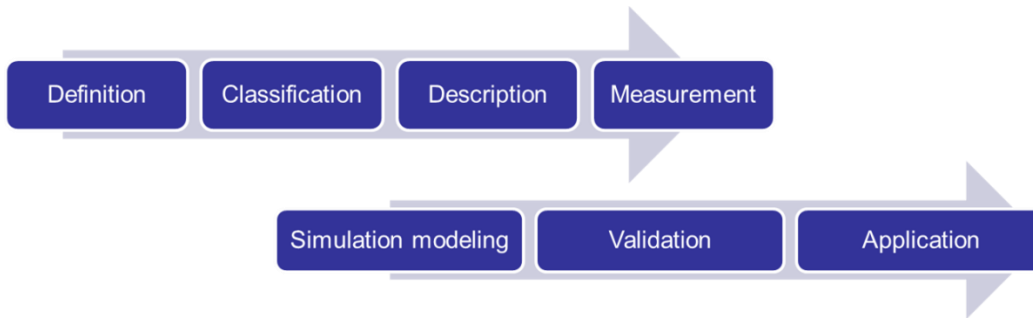 Definition
Classification
Description
Measurement
Simulation modeling
Validation
Application